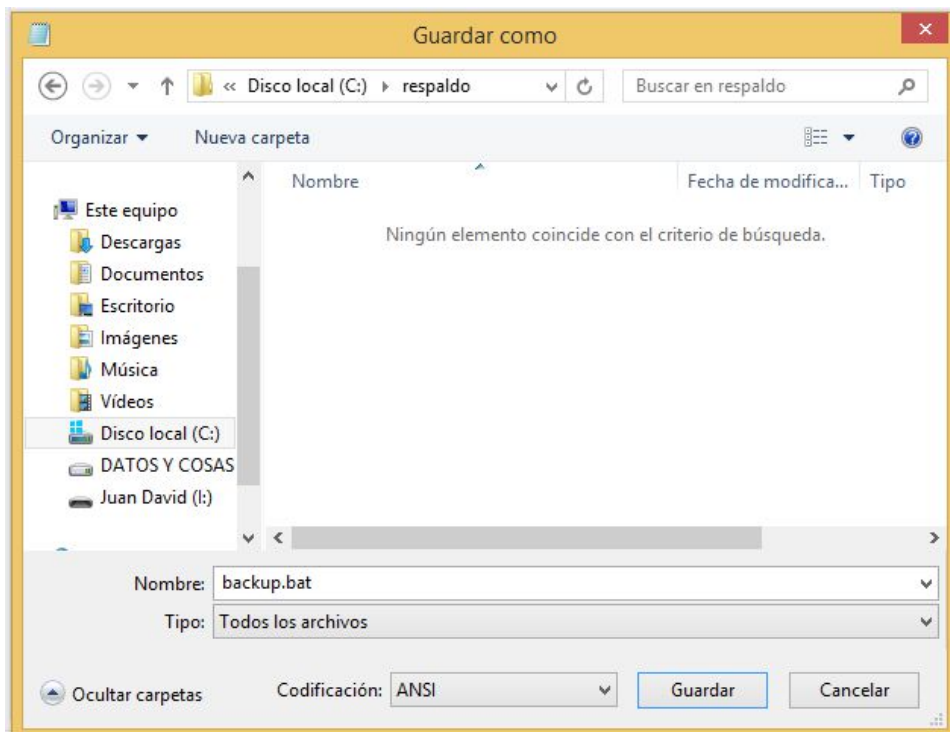 Guardar como
« Disco local (C:) respaldo Buscar en respaldo
Organizar Nueva carpeta
Nombre Fecha de modifica... Tipo
Ningún elemento coincide con el criterio de búsqueda.
Este equipo
Descargas
Documentos
Escritorio
Imágenes
Música
Vídeos
Disco local (C:)
DATOS Y COSAS
Juan David (I:)
Nombre: backup.bat
Tipo: Todos los archivos
Ocultar carpetas Codificación: ANSI Guardar Cancelar